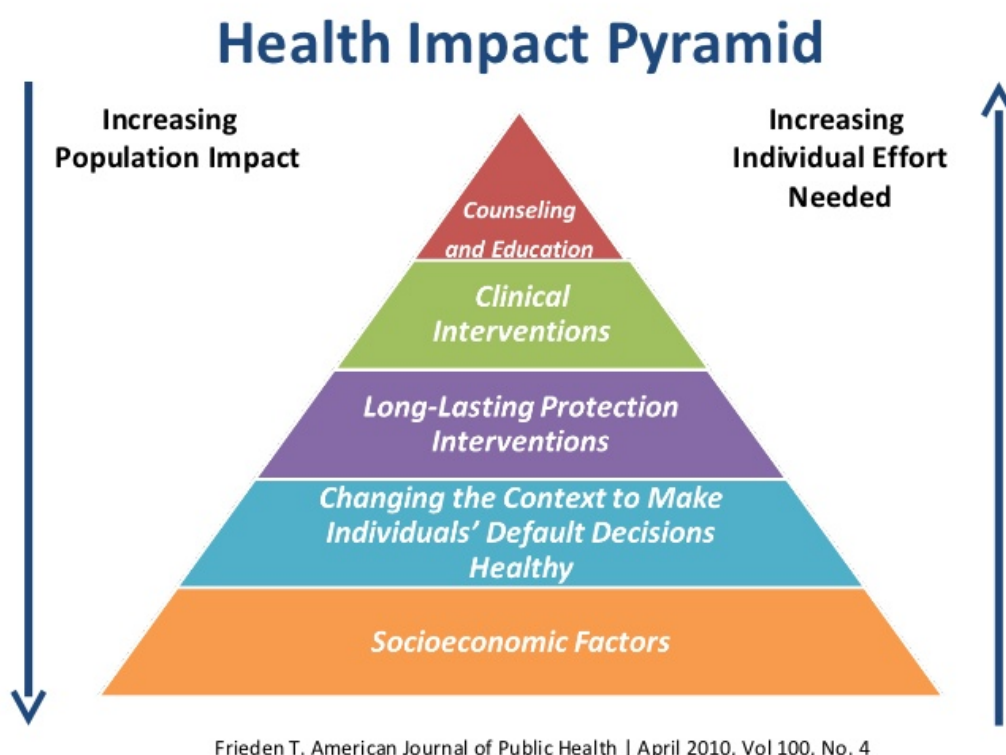 Health Impact Pyramid
Increasing
Population Impact
Increasing
Individual Effort
Needed
Counseling
and Education
Clinical
Interventions
Long-Lasting Protection
Interventions
Changing the Context to Make
Individuals’ Default Decisions
Healthy
Socioeconomic Factors
Frieden T. American Journal of Public Health | April 2010, Vol 100, No. 4